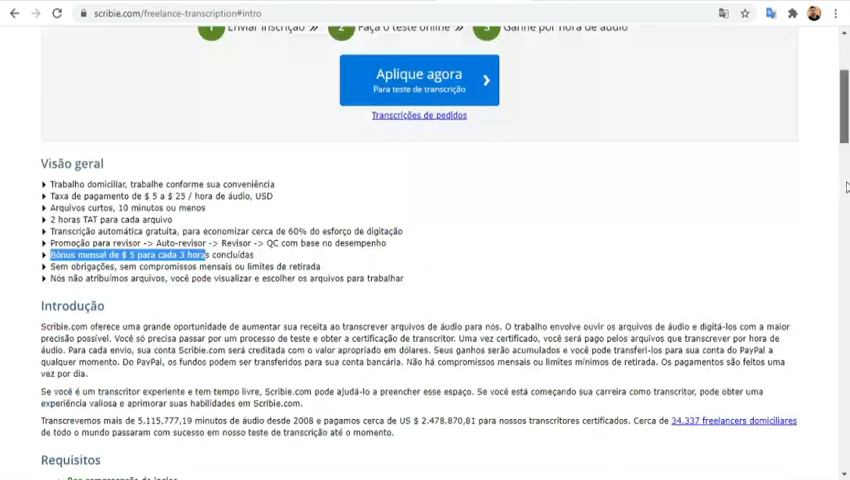 scribie.com/freelance-transcription#intro
1 Enviar inscrição 2 Faça o teste online 3 Ganhe por hora de áudio
Aplique agora
Para teste de transcrição
Transcrições de pedidos
Visão geral
Trabalho domiciliar, trabalhe conforme sua conveniência
Taxa de pagamento de $ 5 a $ 25 / hora de áudio, USD
Arquivos curtos, 10 minutos ou menos
2 horas TAT para cada arquivo
Transcrição automática gratuita, para economizar cerca de 60% do esforço de digitação
Promoção para revisor -> Auto-revisor -> Revisor -> QC com base no desempenho
Bônus mensal de $ 5 para cada 3 horas concluídas
Sem obrigações, sem compromissos mensais ou limites de retirada
Nós não atribuímos arquivos, você pode visualizar e escolher os arquivos para trabalhar
Introdução
Scribie.com oferece uma grande oportunidade de aumentar sua receita ao transcrever arquivos de áudio para nós. O trabalho envolve ouvir os arquivos de áudio e digitá-los com a maior
precisão possível. Você só precisa passar por um processo de teste e obter a certificação de transcritor. Uma vez certificado, você será pago pelos arquivos que transcrever por hora de
áudio. Para cada envio, sua conta Scribie.com será creditada com o valor apropriado em dólares. Seus ganhos serão acumulados e você pode transferi-los para sua conta do PayPal a
qualquer momento. Do PayPal, os fundos podem ser transferidos para sua conta bancária. Não há compromissos mensais ou limites mínimos de retirada. Os pagamentos são feitos uma
vez por dia.
Se você é um transcritor experiente e tem tempo livre, Scribie.com pode ajudá-lo a preencher esse espaço. Se você está começando sua carreira como transcritor, pode obter uma
experiência valiosa e aprimorar suas habilidades em Scribie.com.
Transcrevemos mais de 5.115.777,19 minutos de áudio desde 2008 e pagamos cerca de US $ 2.478.870,81 para nossos transcritores certificados. Cerca de 34.337 freelancers domiciliares
de todo o mundo passaram com sucesso em nosso teste de transcrição até o momento.
Requisitos